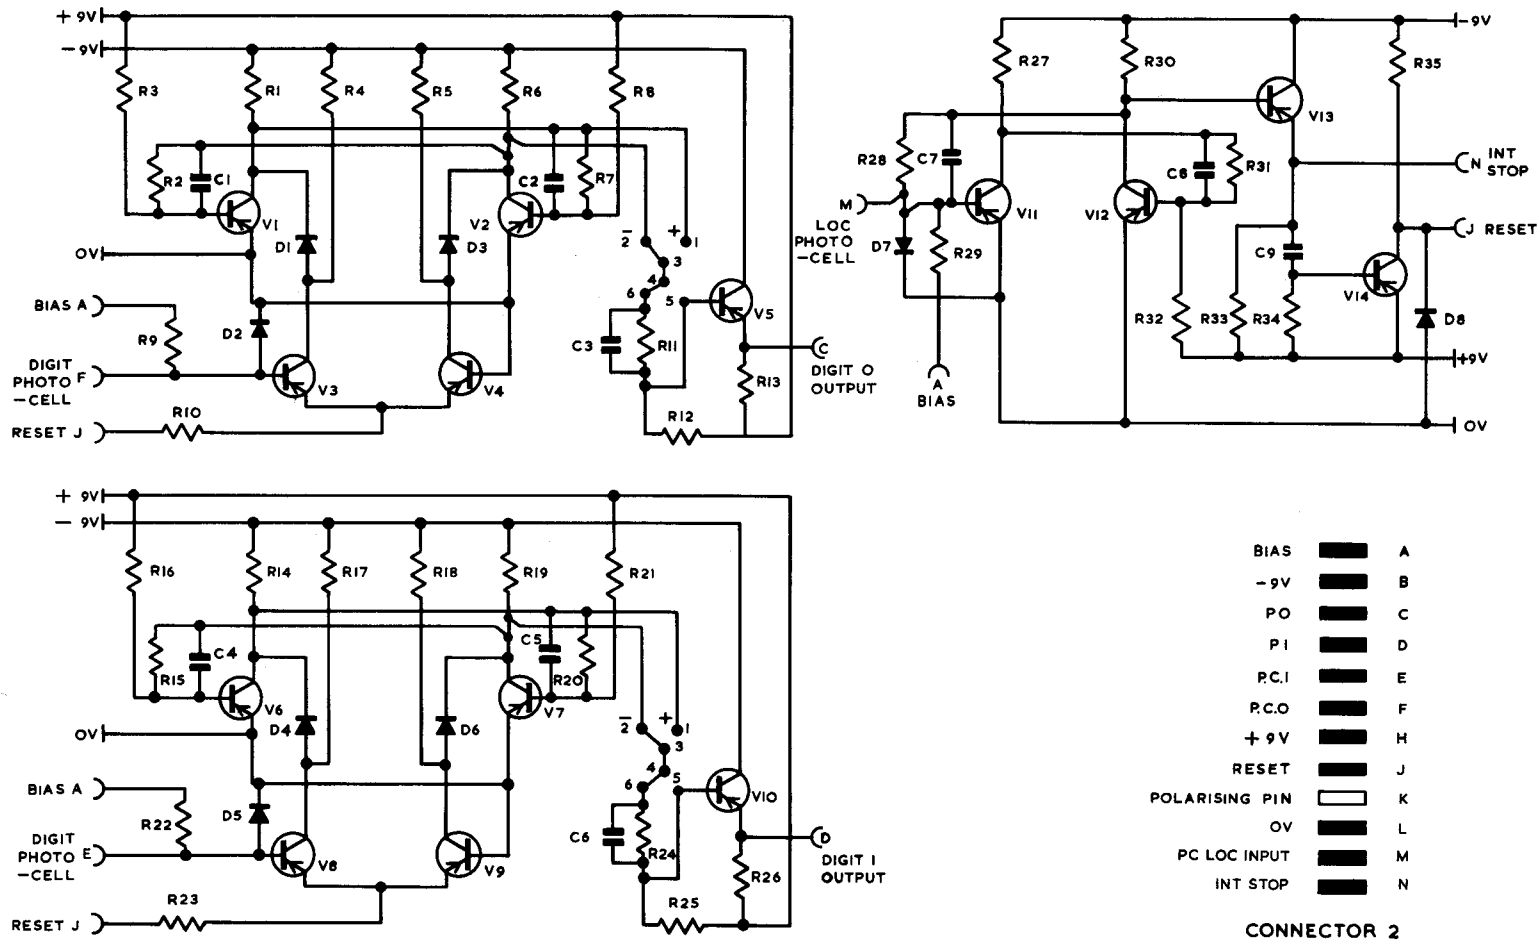 + 9V
- 9V
R3
R1
R4
R5
R6
R8
R2
C1
C2
R7
V1
D1
V2
D3
OV
BIAS A
R9
D2
DIGIT
PHOTO F
-CELL
V3
V4
RESET J
R10
- 2
+ 1
3
4
6
5
C3
R11
V5
C
DIGIT O
OUTPUT
R13
R12
-9V
R27
R30
R35
V13
R28
C7
C8
R31
N INT
STOP
M
LOC
PHOTO
-CELL
V11
V12
J RESET
D7
R29
C9
V14
R32
R33
R34
D8
+9V
A
BIAS
OV
+ 9V
- 9V
R16
R14
R17
R18
R19
R21
R15
C4
C5
R20
V6
D4
V7
D6
OV
BIAS A
R22
D5
DIGIT
PHOTO E
-CELL
V8
V9
RESET J
R23
- 2
+ 1
3
4
6
5
C6
R24
V10
D
DIGIT I
OUTPUT
R26
R25
BIAS A
-9V B
PO C
PI D
P.C.I E
P.C.O F
+ 9V H
RESET J
POLARISING PIN K
OV L
PC LOC INPUT M
INT STOP N
CONNECTOR 2